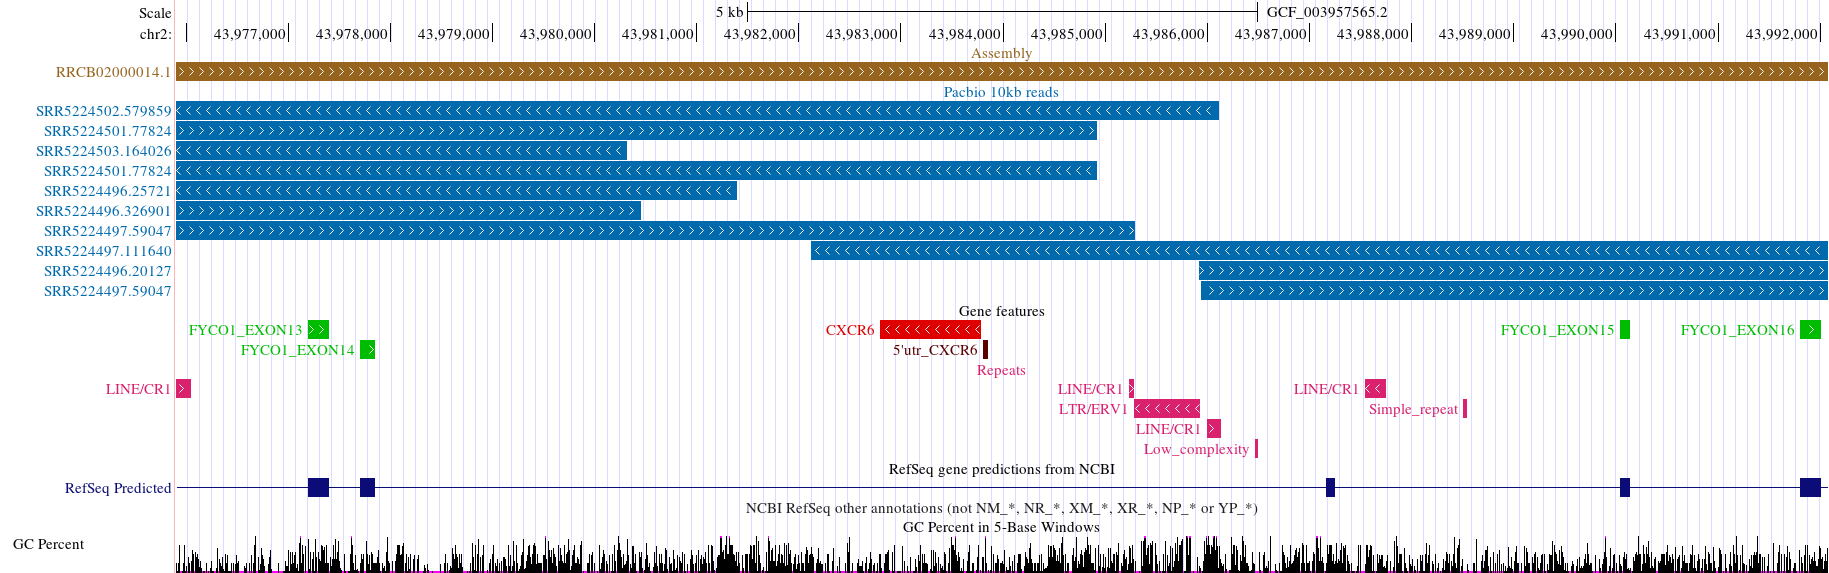 Scale 5 kb GCF_003957565.2
chr2: 43,977,000 43,978,000 43,979,000 43,980,000 43,981,000 43,982,000 43,983,000 43,984,000 43,985,000 43,986,000 43,987,000 43,988,000 43,989,000 43,990,000 43,991,000 43,992,000
Assembly
RRCB02000014.1
Pacbio 10kb reads
SRR5224502.579859
SRR5224501.77824
SRR5224503.164026
SRR5224501.77824
SRR5224496.25721
SRR5224496.326901
SRR5224497.59047
SRR5224497.111640
SRR5224496.20127
SRR5224497.59047
Gene features
FYCO1_EXON13 CXCR6 FYCO1_EXON15 FYCO1_EXON16
FYCO1_EXON14 5'utr_CXCR6
Repeats
LINE/CR1 LINE/CR1 LINE/CR1
LTR/ERV1 Simple_repeat
LINE/CR1
Low_complexity
RefSeq gene predictions from NCBI
RefSeq Predicted
NCBI RefSeq other annotations (not NM_*, NR_*, XM_*, XR_*, NP_* or YP_*)
GC Percent in 5-Base Windows
GC Percent